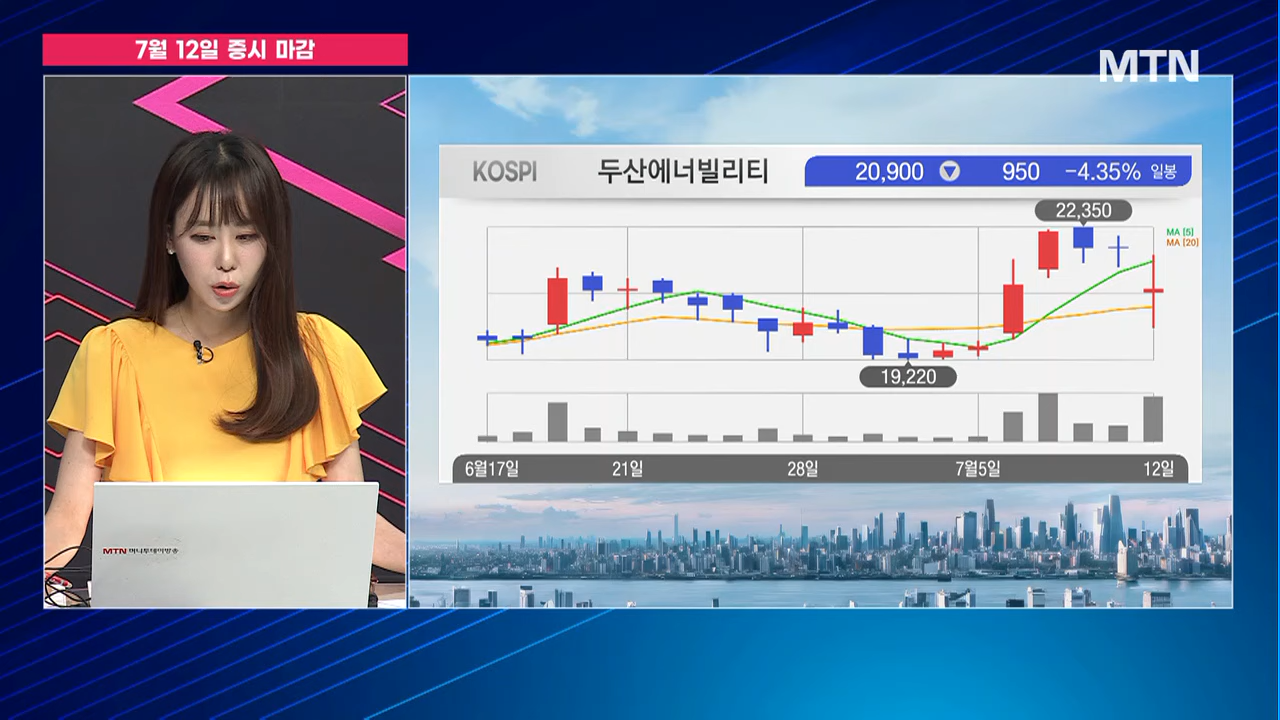 7월 12일 증시 마감
MTN
KOSPI 두산에너빌리티 20,900 ▼ 950 -4.35% 일봉
22,350
MA [5]
MA [20]
19,220
6월17일 21일 28일 7월5일 12일
MTN 머니투데이방송